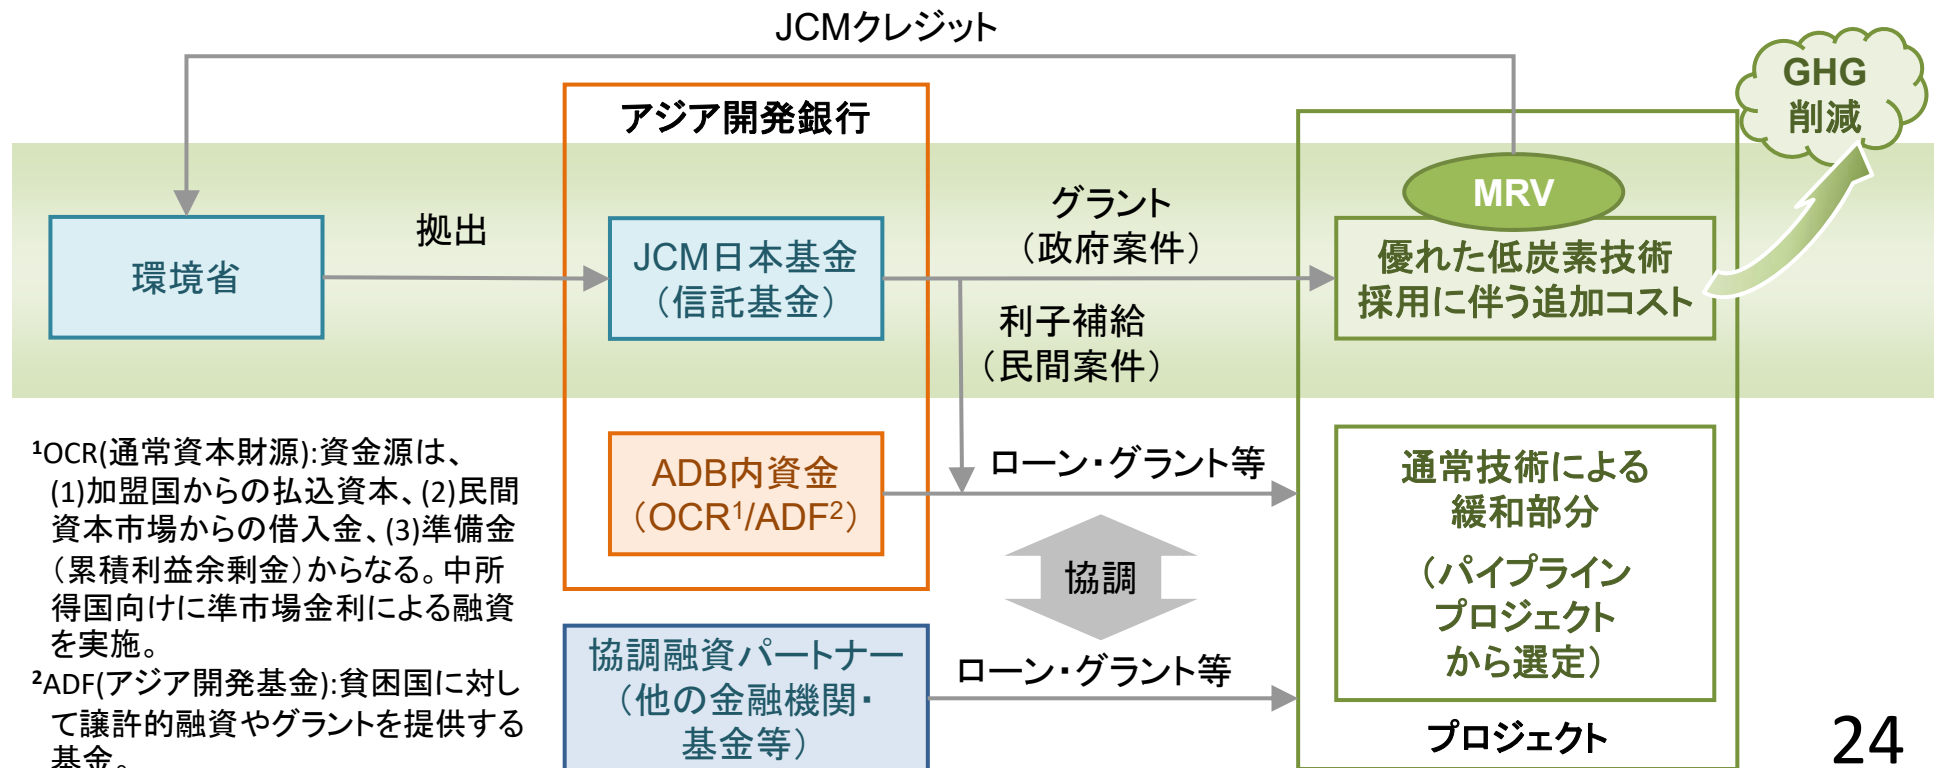 JCMクレジット
GHG
削減
アジア開発銀行
MRV
環境省
拠出
JCM日本基金
（信託基金）
グラント
（政府案件）
利子補給
（民間案件）
優れた低炭素技術
採用に伴う追加コスト
¹OCR(通常資本財源):資金源は、
(1)加盟国からの払込資本、(2)民間
資本市場からの借入金、(3)準備金
（累積利益余剰金）からなる。中所
得国向けに準市場金利による融資
を実施。
²ADF(アジア開発基金):貧困国に対し
て譲許的融資やグラントを提供する
基金。
ADB内資金
（OCR¹/ADF²）
ローン・グラント等
協調
協調融資パートナー
（他の金融機関・
基金等）
ローン・グラント等
通常技術による
緩和部分
（パイプライン
プロジェクト
から選定）
プロジェクト
24